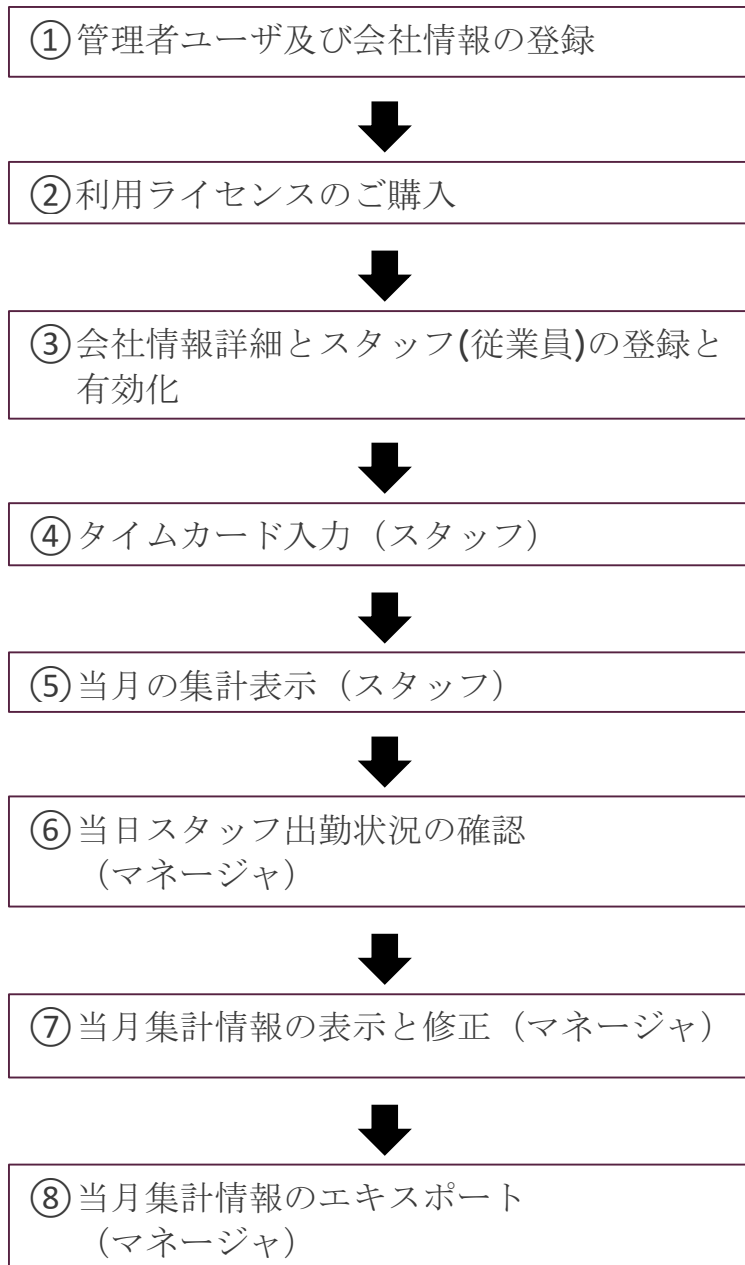 ①管理者ユーザ及び会社情報の登録
②利用ライセンスのご購入
③会社情報詳細とスタッフ(従業員)の登録と
有効化
④タイムカード入力（スタッフ）
⑤当月の集計表示（スタッフ）
⑥当日スタッフ出勤状況の確認
（マネージャ）
⑦当月集計情報の表示と修正（マネージャ）
⑧当月集計情報のエキスポート
（マネージャ）